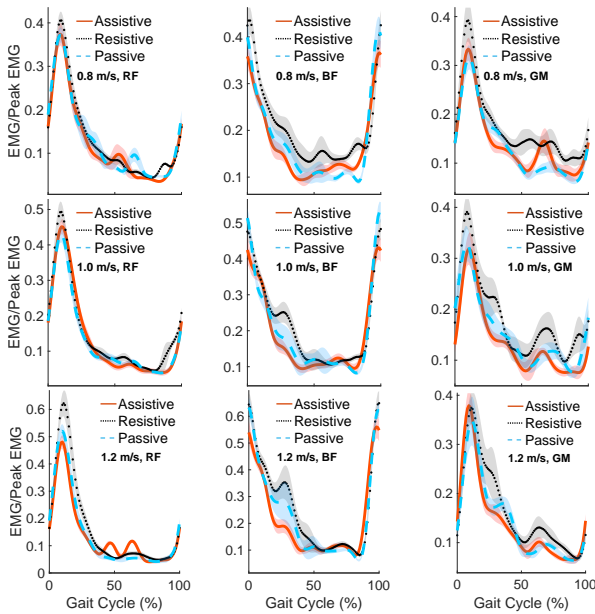 Assistive
Resistive
Passive
0.8 m/s, RF
0.4
0.3
0.2
0.1
EMG/Peak EMG
Assistive
Resistive
Passive
0.8 m/s, BF
0.4
0.3
0.2
0.1
Assistive
Resistive
Passive
0.8 m/s, GM
0.4
0.3
0.2
0.1
Assistive
Resistive
Passive
1.0 m/s, RF
0.5
0.4
0.3
0.2
0.1
EMG/Peak EMG
Assistive
Resistive
Passive
1.0 m/s, BF
0.5
0.4
0.3
0.2
0.1
Assistive
Resistive
Passive
1.0 m/s, GM
0.4
0.3
0.2
0.1
Assistive
Resistive
Passive
1.2 m/s, RF
0.6
0.4
0.2
0
EMG/Peak EMG
0 50 100
Gait Cycle (%)
Assistive
Resistive
Passive
1.2 m/s, BF
0.6
0.5
0.4
0.3
0.2
0.1
0 50 100
Gait Cycle (%)
Assistive
Resistive
Passive
1.2 m/s, GM
0.4
0.3
0.2
0.1
0 50 100
Gait Cycle (%)